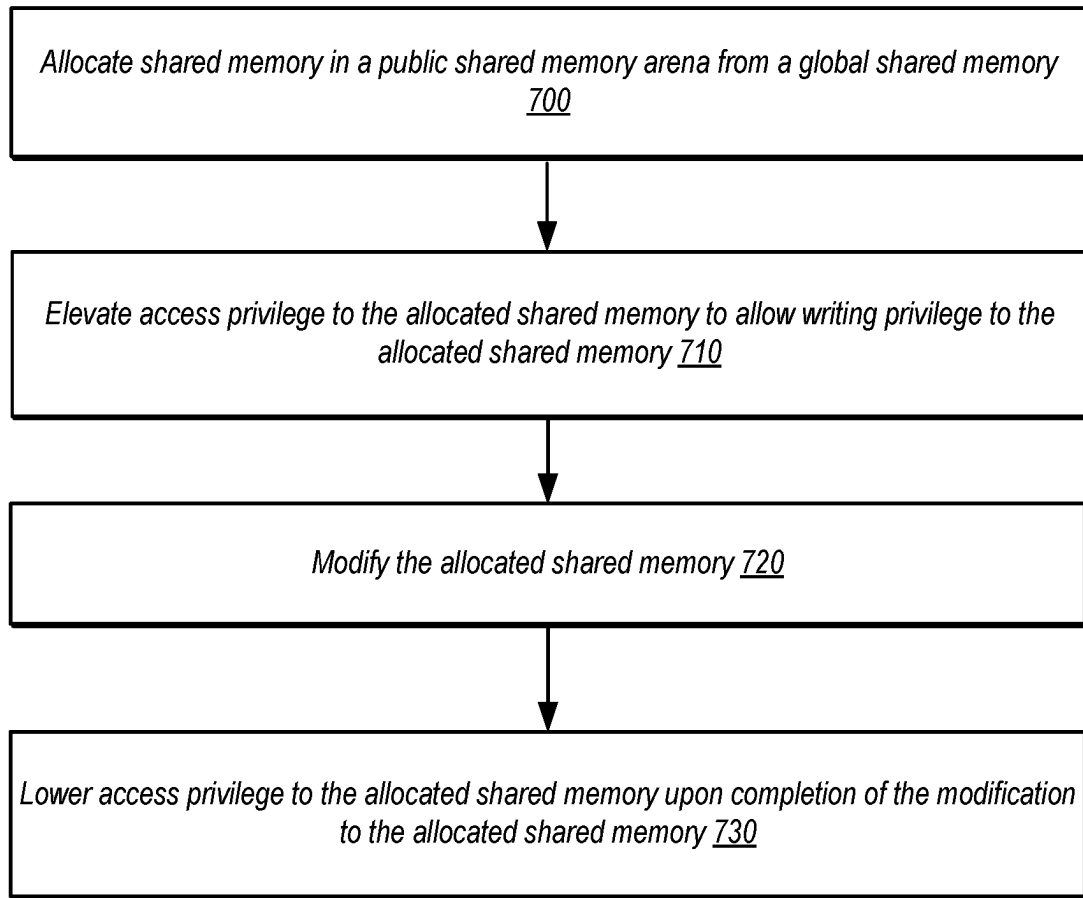 Allocate shared memory in a public shared memory arena from a global shared memory
700
Elevate access privilege to the allocated shared memory to allow writing privilege to the
allocated shared memory 710
Modify the allocated shared memory 720
Lower access privilege to the allocated shared memory upon completion of the modification
to the allocated shared memory 730